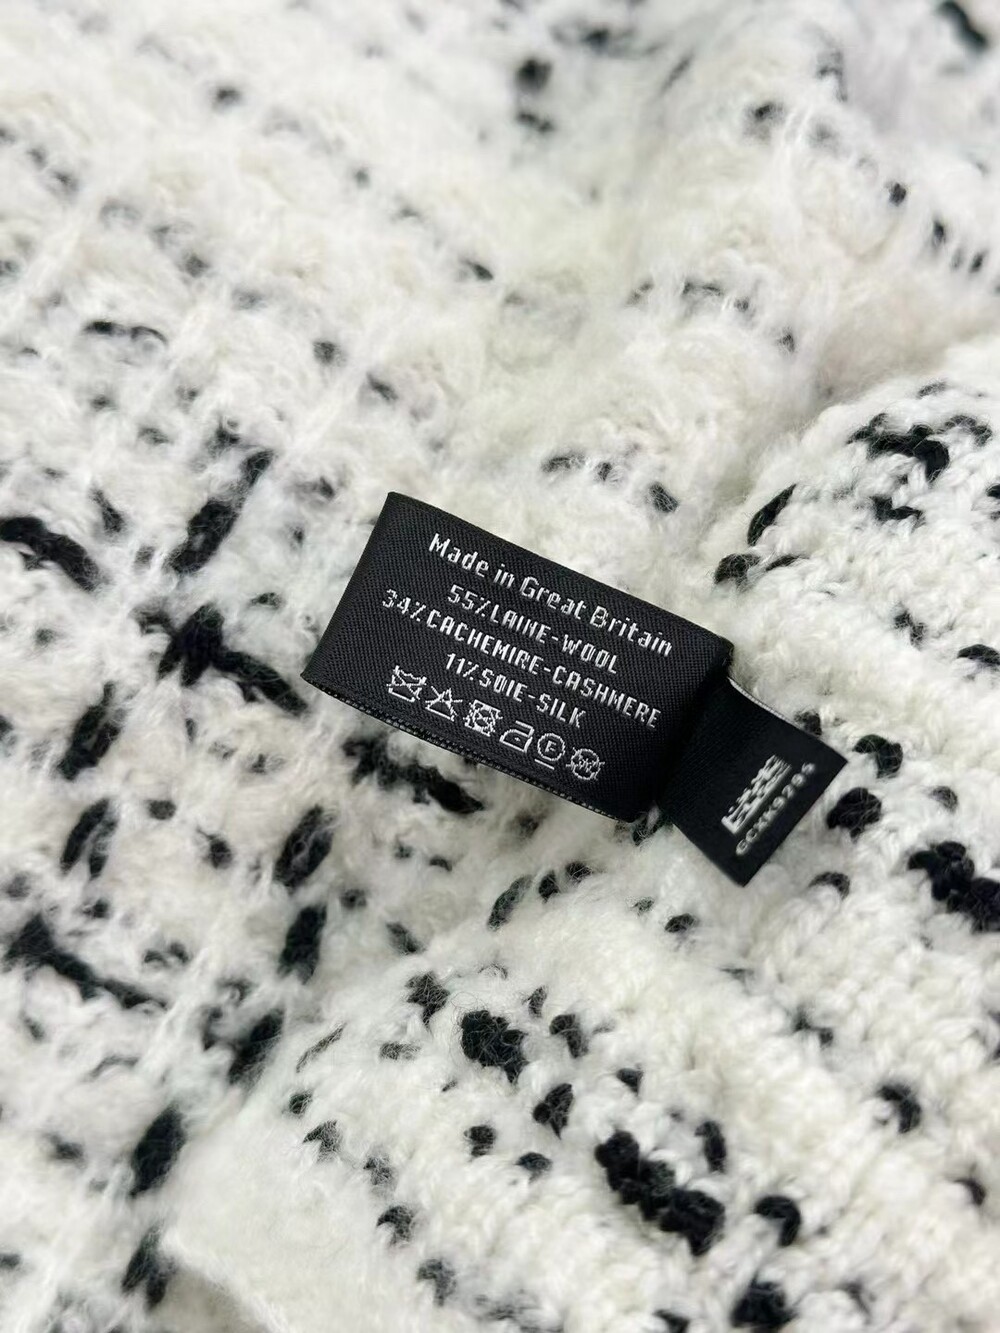 Made in Great Britain
55%LAINE-WOOL
34%CACHEMIRE-CASHMERE
11%SOIE-SILK
F